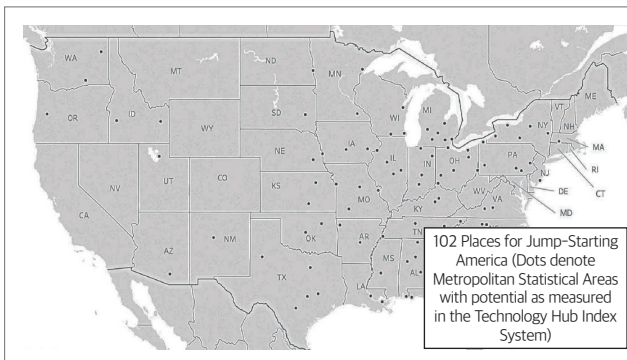 WA
MT
ND
MN
ME
VT
NH
OR
ID
WY
SD
WI
MI
NY
MA
RI
CT
NV
UT
CO
NE
IA
IL
IN
OH
PA
NJ
DE
MD
CA
KS
MO
KY
WV
VA
AZ
NM
OK
AR
TN
TX
LA
MS
AL
102 Places for Jump-Starting
America (Dots denote
Metropolitan Statistical Areas
with potential as measured
in the Technology Hub Index
System)